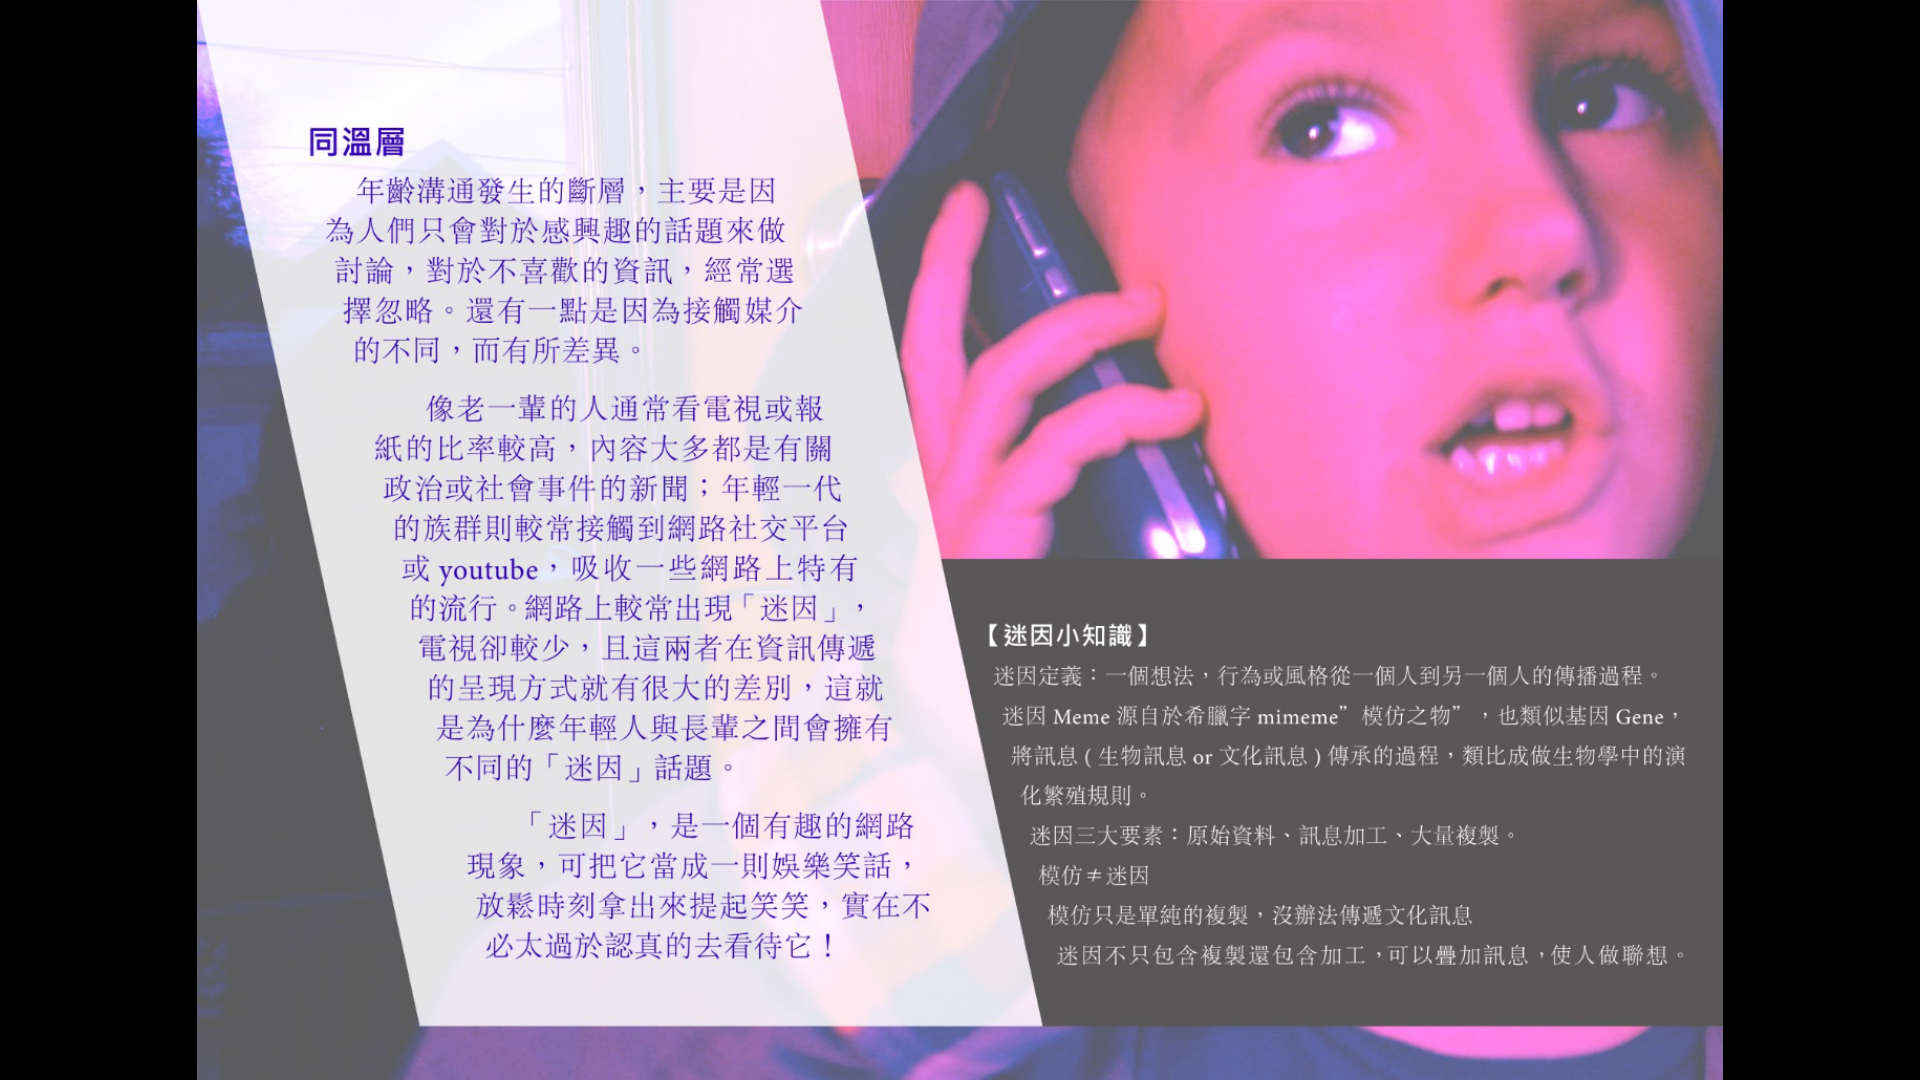 同溫層
年齡溝通發生的斷層，主要是因
為人們只會對於感興趣的話題來做
討論，對於不喜歡的資訊，經常選
擇忽略。還有一點是因為接觸媒介
的不同，而有所差異。
像老一輩的人通常看電視或報
紙的比率較高，內容大多都是有關
政治或社會事件的新聞；年輕一代
的族群則較常接觸到網路社交平台
或 youtube，吸收一些網路上特有
的流行。網路上較常出現「迷因」，
電視卻較少，且這兩者在資訊傳遞
的呈現方式就有很大的差別，這就
是為什麼年輕人與長輩之間會擁有
不同的「迷因」話題。
「迷因」，是一個有趣的網路
現象，可把它當成一則娛樂笑話，
放鬆時刻拿出來提起笑笑，實在不
必太過於認真的去看待它！
【迷因小知識】
迷因定義：一個想法，行為或風格從一個人到另一個人的傳播過程。
迷因 Meme 源自於希臘字 mimeme”模仿之物”，也類似基因 Gene，
將訊息 ( 生物訊息 or 文化訊息 ) 傳承的過程，類比成做生物學中的演
化繁殖規則。
迷因三大要素：原始資料、訊息加工、大量複製。
模仿≠迷因
模仿只是單純的複製，沒辦法傳遞文化訊息
迷因不只包含複製還包含加工，可以疊加訊息，使人做聯想。